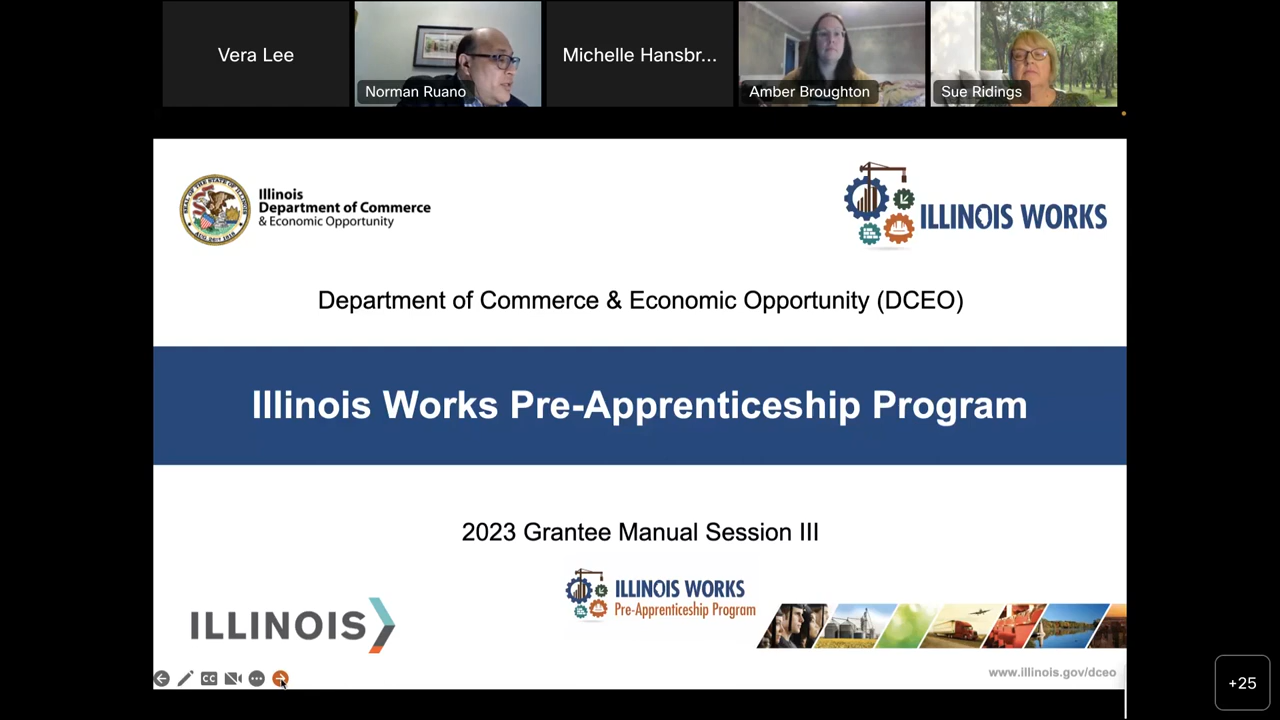 Vera Lee
Norman Ruano
Michelle Hansbr...
Amber Broughton
Sue Ridings
Illinois
Department of Commerce
& Economic Opportunity
ILLINOIS WORKS
Department of Commerce & Economic Opportunity (DCEO)
Illinois Works Pre-Apprenticeship Program
2023 Grantee Manual Session III
ILLINOIS WORKS
Pre-Apprenticeship Program
ILLINOIS
www.illinois.gov/dceo
CC
+25